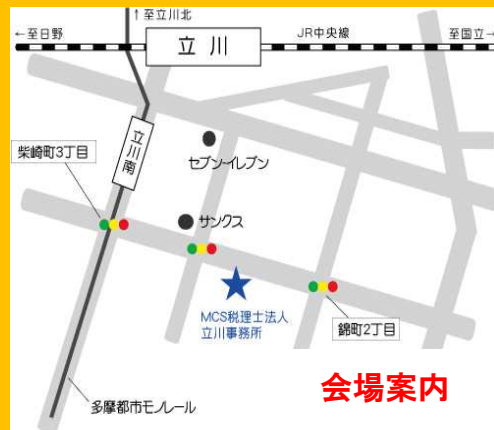 ↑至立川北
←至日野
立川
JR中央線
至国立→
立川南
柴崎町3丁目
セブン-イレブン
サンクス
MCS税理士法人
立川事務所
錦町2丁目
会場案内
多摩都市モノレール